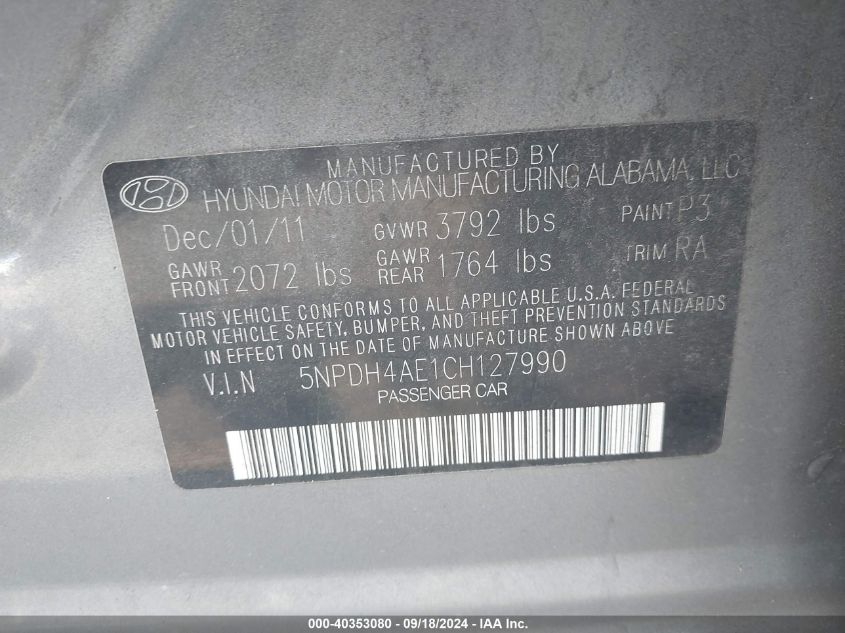 MANUFACTURED BY
HYUNDAI MOTOR MANUFACTURING ALABAMA, LLC
Dec/01/11 GVWR 3792 lbs PAINT P3
GAWR FRONT 2072 lbs GAWR REAR 1764 lbs TRIM RA
THIS VEHICLE CONFORMS TO ALL APPLICABLE U.S.A. FEDERAL
MOTOR VEHICLE SAFETY, BUMPER, AND THEFT PREVENTION STANDARDS
IN EFFECT ON THE DATE OF MANUFACTURE SHOWN ABOVE
V.I.N 5NPDH4AE1CH127990
PASSENGER CAR
000-40353080 - 09/18/2024 - IAA Inc.